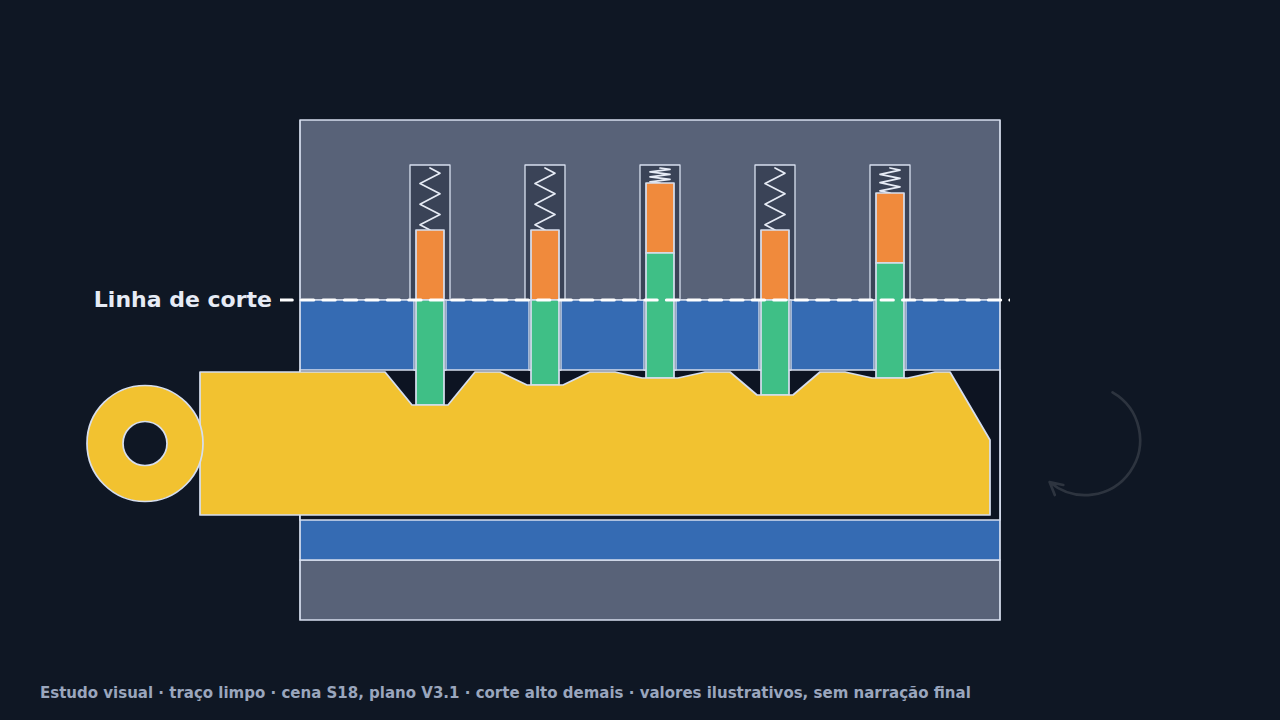 Linha de corte
Estudo visual · traço limpo · cena S18, plano V3.1 · corte alto demais · valores ilustrativos, sem narração final